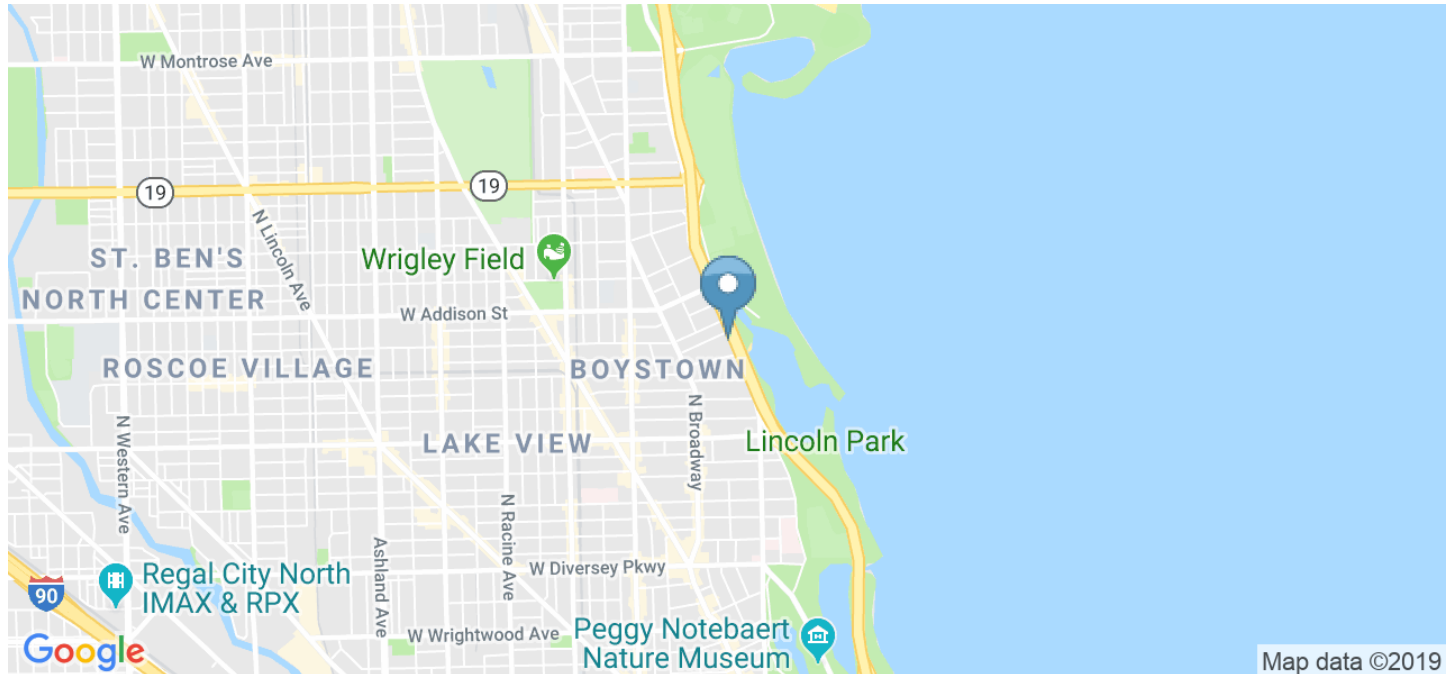 W Montrose Ave
19
19
N Lincoln Ave
ST. BEN'S
Wrigley Field
NORTH CENTER
W Addison St
ROSCOE VILLAGE
BOYSTOWN
N Western Ave
LAKE VIEW
N Broadway
Lincoln Park
N Racine Ave
Ashland Ave
W Diversey Pkwy
90
Regal City North
IMAX & RPX
W Wrightwood Ave
Peggy Notebaert
Nature Museum
Google
Map data ©2019